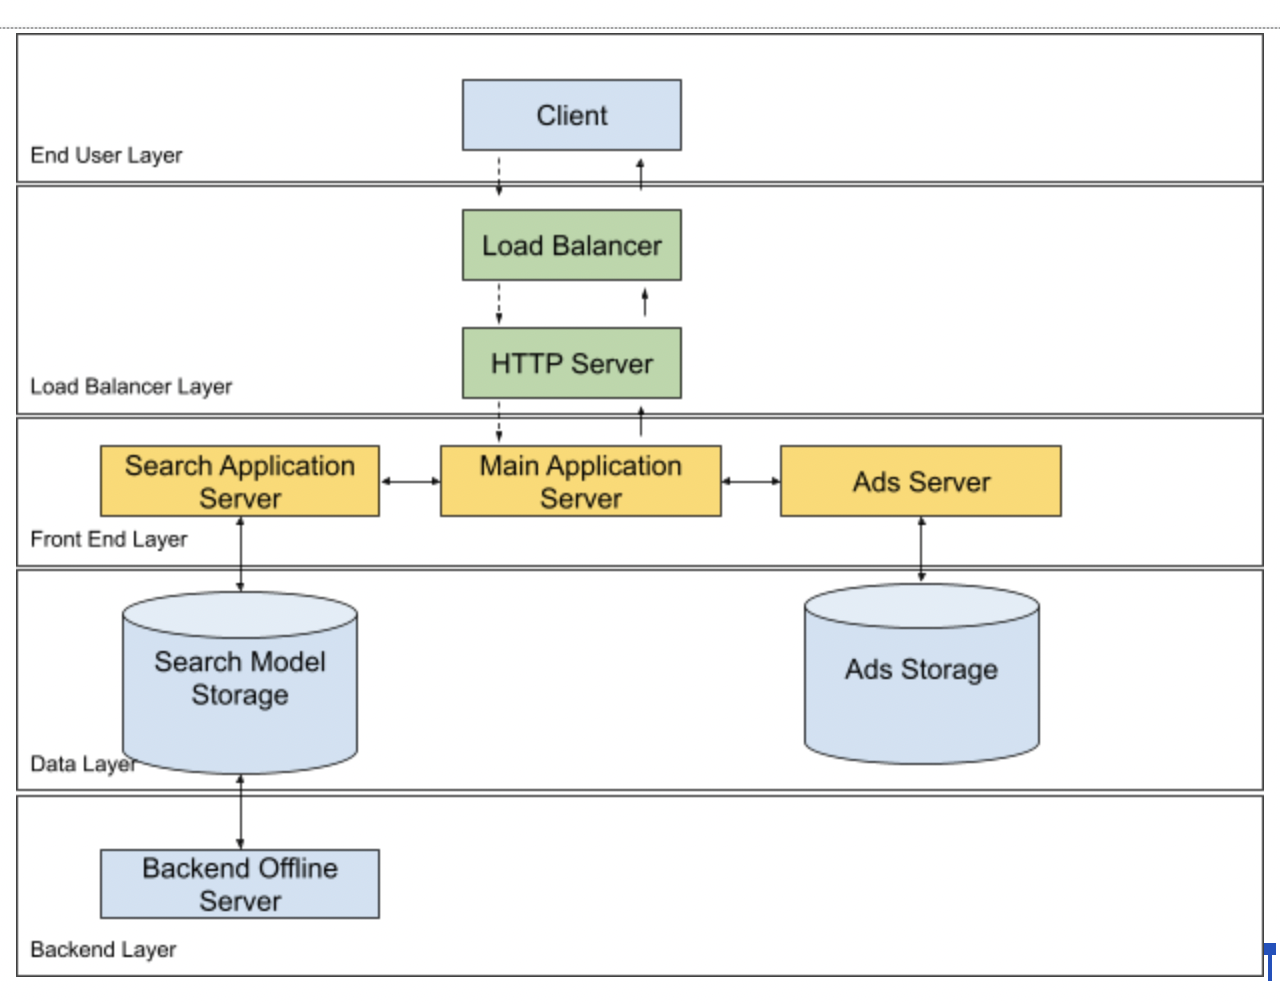 Client
End User Layer
Load Balancer
HTTP Server
Load Balancer Layer
Search Application
Server
Main Application
Server
Ads Server
Front End Layer
Search Model
Storage
Ads Storage
Data Layer
Backend Offline
Server
Backend Layer